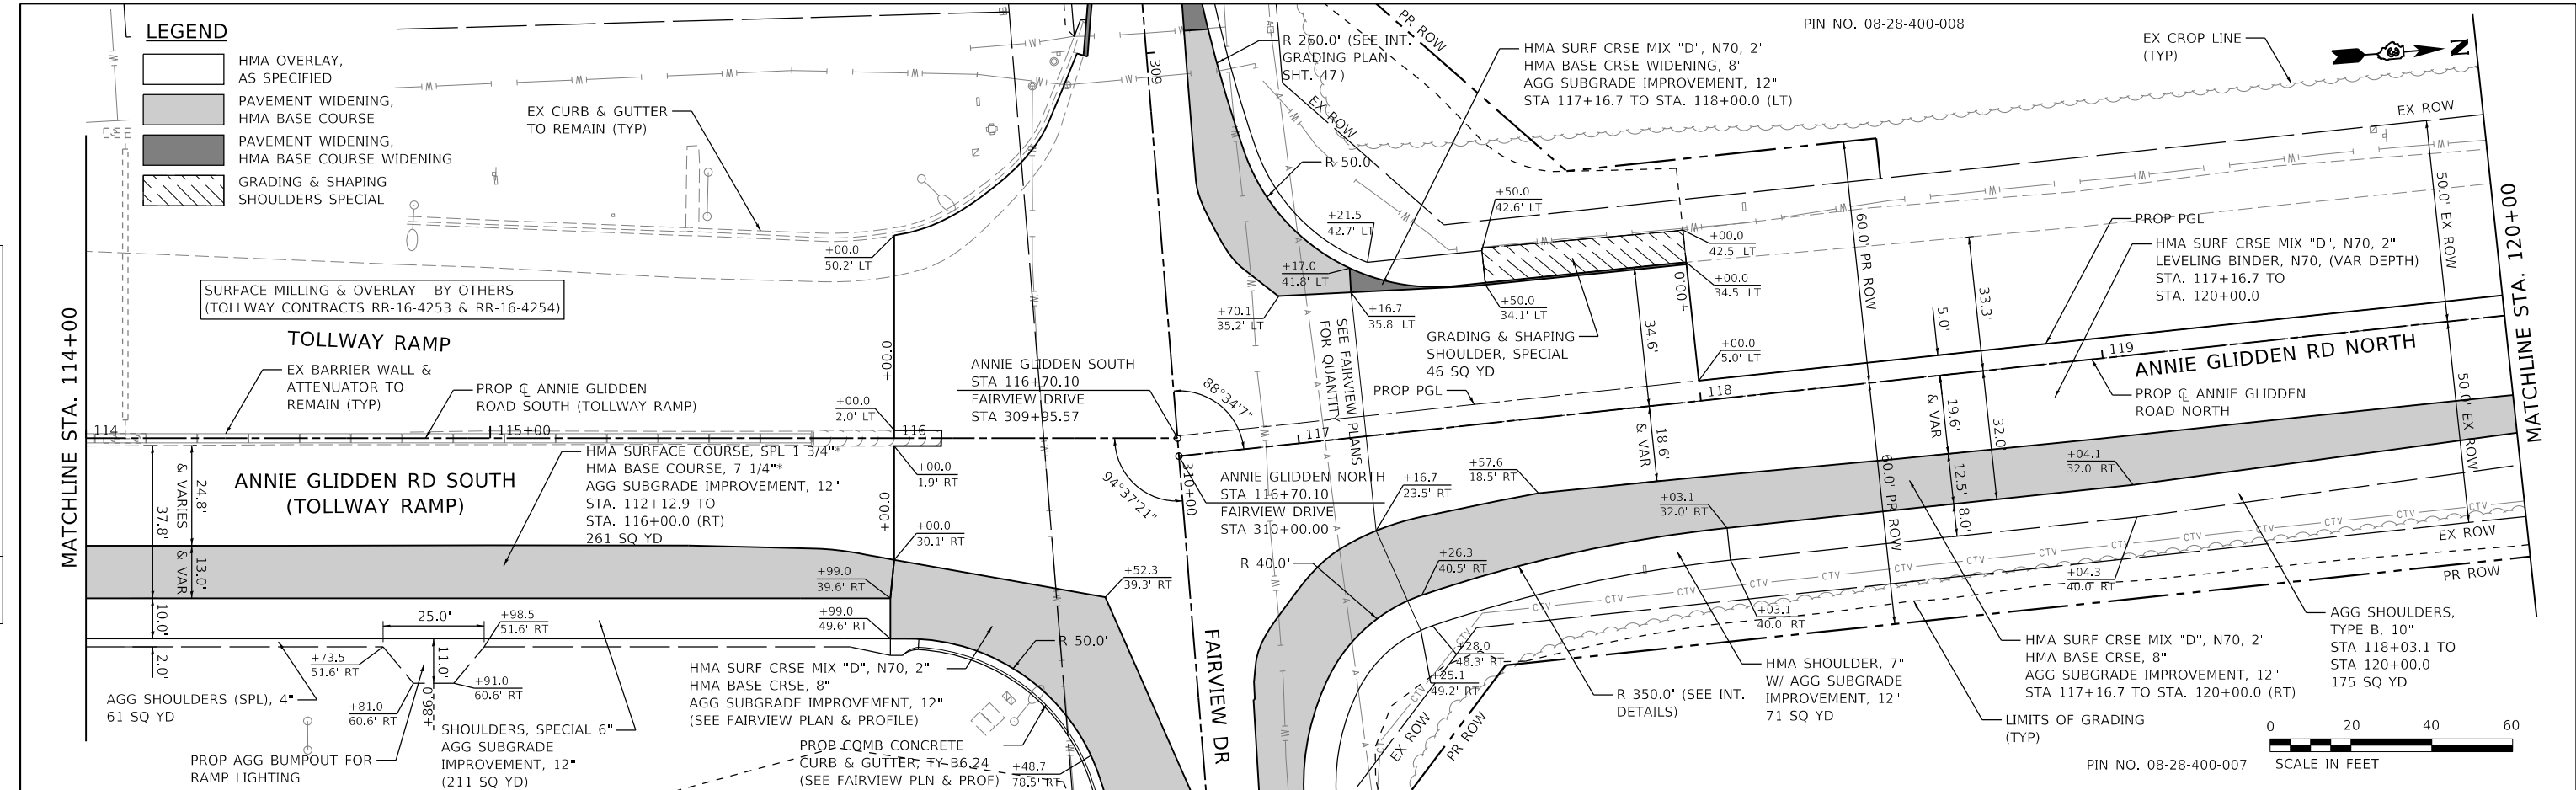 LEGEND
HMA OVERLAY,
AS SPECIFIED
PAVEMENT WIDENING,
HMA BASE COURSE
PAVEMENT WIDENING,
HMA BASE COURSE WIDENING
GRADING & SHAPING
SHOULDERS SPECIAL
EX CURB & GUTTER
TO REMAIN (TYP)
309
R 260.0' (SEE INT.
GRADING PLAN
SHT. 47)
PR ROW
EX ROW
HMA SURF CRSE MIX "D", N70, 2"
HMA BASE CRSE WIDENING, 8"
AGG SUBGRADE IMPROVEMENT, 12"
STA 117+16.7 TO STA. 118+00.0 (LT)
PIN NO. 08-28-400-008
EX CROP LINE
(TYP)
N
EX ROW
R 50.0'
+50.0
42.6' LT
+21.5
42.7' LT
+00.0
42.5' LT
+00.0
34.5' LT
+17.0
41.8' LT
+70.1
35.2' LT
+16.7
35.8' LT
+50.0
34.1' LT
+00.0
60.0' PR ROW
33.3'
5.0'
50.0' EX ROW
PROP PGL
HMA SURF CRSE MIX "D", N70, 2"
LEVELING BINDER, N70, (VAR DEPTH)
STA. 117+16.7 TO
STA. 120+00.0
MATCHLINE STA. 120+00
+00.0
50.2' LT
SURFACE MILLING & OVERLAY - BY OTHERS
(TOLLWAY CONTRACTS RR-16-4253 & RR-16-4254)
TOLLWAY RAMP
MATCHLINE STA. 114+00
EX BARRIER WALL &
ATTENUATOR TO
REMAIN (TYP)
PROP ℄ ANNIE GLIDDEN
ROAD SOUTH (TOLLWAY RAMP)
+00.0
+00.0
2.0' LT
114
115+00
116
ANNIE GLIDDEN SOUTH
STA 116+70.10
FAIRVIEW DRIVE
STA 309+95.57
88°34'7"
94°37'21"
SEE FAIRVIEW PLANS
FOR QUANTITY
GRADING & SHAPING
SHOULDER, SPECIAL
46 SQ YD
PROP PGL
34.6'
+00.0
5.0' LT
117
118
119
ANNIE GLIDDEN RD NORTH
PROP ℄ ANNIE GLIDDEN
ROAD NORTH
18.6'
& VAR
19.6'
& VAR
32.0'
12.5'
8.0'
60.0' PR ROW
50.0' EX ROW
ANNIE GLIDDEN RD SOUTH
(TOLLWAY RAMP)
24.8'
& VARIES
37.8'
13.0'
& VAR
10.0'
2.0'
HMA SURFACE COURSE, SPL 1 3/4"*
HMA BASE COURSE, 7 1/4"*
AGG SUBGRADE IMPROVEMENT, 12"
STA. 112+12.9 TO
STA. 116+00.0 (RT)
261 SQ YD
+00.0
1.9' RT
+00.0
+00.0
30.1' RT
ANNIE GLIDDEN NORTH
STA 116+70.10
FAIRVIEW DRIVE
STA 310+00.00
310+00
+16.7
23.5' RT
+57.6
18.5' RT
+03.1
32.0' RT
+04.1
32.0' RT
+26.3
40.5' RT
R 40.0'
+52.3
39.3' RT
+99.0
39.6' RT
+99.0
49.6' RT
25.0'
+98.5
51.6' RT
+73.5
51.6' RT
11.0'
+91.0
60.6' RT
+81.0
60.6' RT
+86.0
AGG SHOULDERS (SPL), 4"
61 SQ YD
PROP AGG BUMPOUT FOR
RAMP LIGHTING
SHOULDERS, SPECIAL 6"
AGG SUBGRADE
IMPROVEMENT, 12"
(211 SQ YD)
HMA SURF CRSE MIX "D", N70, 2"
HMA BASE CRSE, 8"
AGG SUBGRADE IMPROVEMENT, 12"
(SEE FAIRVIEW PLAN & PROFILE)
R 50.0'
PROP COMB CONCRETE
CURB & GUTTER, TY B6.24
(SEE FAIRVIEW PLN & PROF)
+48.7
78.5' RT
FAIRVIEW DR
+28.0
48.3' RT
+25.1
49.2' RT
EX ROW
PR ROW
R 350.0' (SEE INT.
DETAILS)
HMA SHOULDER, 7"
W/ AGG SUBGRADE
IMPROVEMENT, 12"
71 SQ YD
+03.1
40.0' RT
+04.3
40.0' RT
EX ROW
PR ROW
HMA SURF CRSE MIX "D", N70, 2"
HMA BASE CRSE, 8"
AGG SUBGRADE IMPROVEMENT, 12"
STA 117+16.7 TO STA. 120+00.0 (RT)
LIMITS OF GRADING
(TYP)
AGG SHOULDERS,
TYPE B, 10"
STA 118+03.1 TO
STA 120+00.0
175 SQ YD
0 20 40 60
SCALE IN FEET
PIN NO. 08-28-400-007